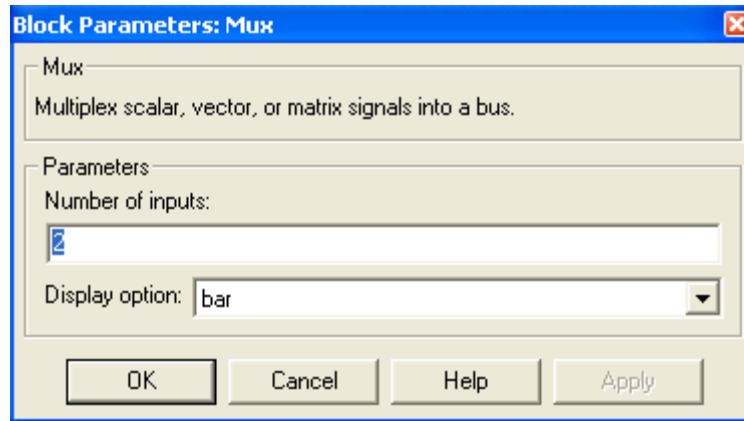 Block Parameters: Mux
Mux
Multiplex scalar, vector, or matrix signals into a bus.
Parameters
Number of inputs:
2
Display option: bar
OK Cancel Help Apply